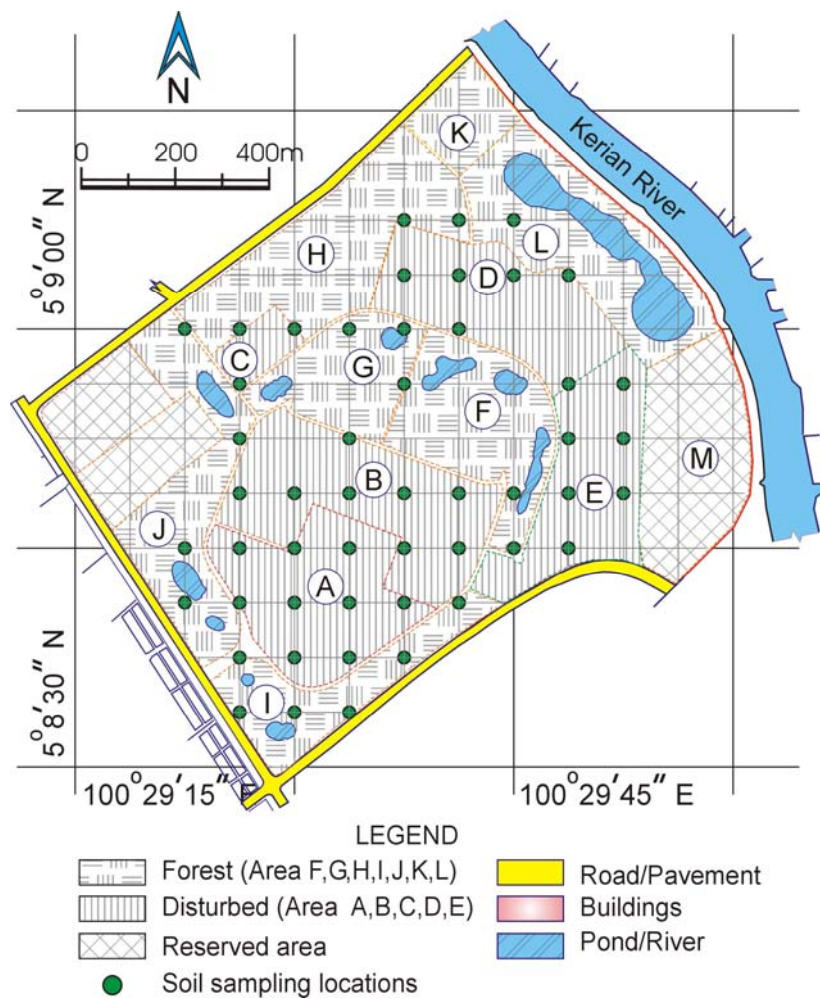 N
0 200 400m
Kerian River
K
H
L
D
C
G
F
B
E
M
J
A
I
5°9′00″ N
5°8′30″ N
100°29′15″ E
100°29′45″ E
LEGEND
Forest (Area F,G,H,I,J,K,L)
Disturbed (Area A,B,C,D,E)
Reserved area
Soil sampling locations
Road/Pavement
Buildings
Pond/River